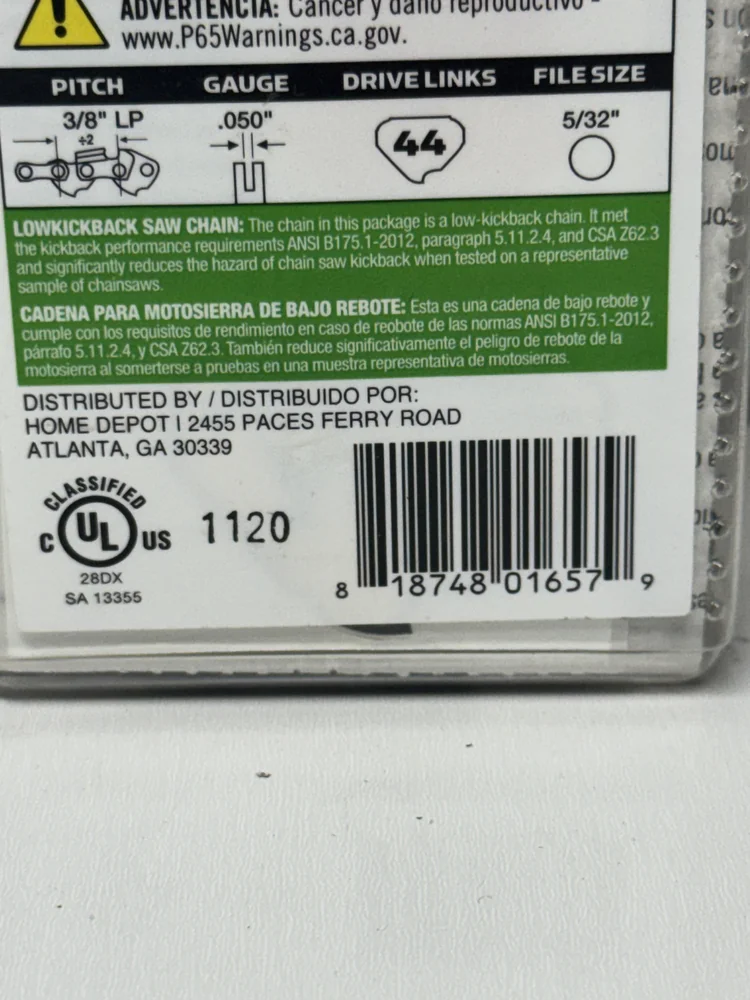 ADVERTENCIA: Cáncer y daño reproductivo -
www.P65Warnings.ca.gov.
PITCH GAUGE DRIVE LINKS FILE SIZE
3/8" LP .050" 44 5/32"
÷2
LOWKICKBACK SAW CHAIN: The chain in this package is a low-kickback chain. It met
the kickback performance requirements ANSI B175.1-2012, paragraph 5.11.2.4, and CSA Z62.3
and significantly reduces the hazard of chain saw kickback when tested on a representative
sample of chainsaws.
CADENA PARA MOTOSIERRA DE BAJO REBOTE: Esta es una cadena de bajo rebote y
cumple con los requisitos de rendimiento en caso de reobote de las normas ANSI B175.1-2012,
párrafo 5.11.2.4, y CSA Z62.3. También reduce significativamente el peligro de rebote de la
motosierra al somerterse a pruebas en una muestra representativa de motosierras.
DISTRIBUTED BY / DISTRIBUIDO POR:
HOME DEPOT | 2455 PACES FERRY ROAD
ATLANTA, GA 30339
CLASSIFIED
C UL US 1120
28DX
SA 13355
8 18748 01657 9